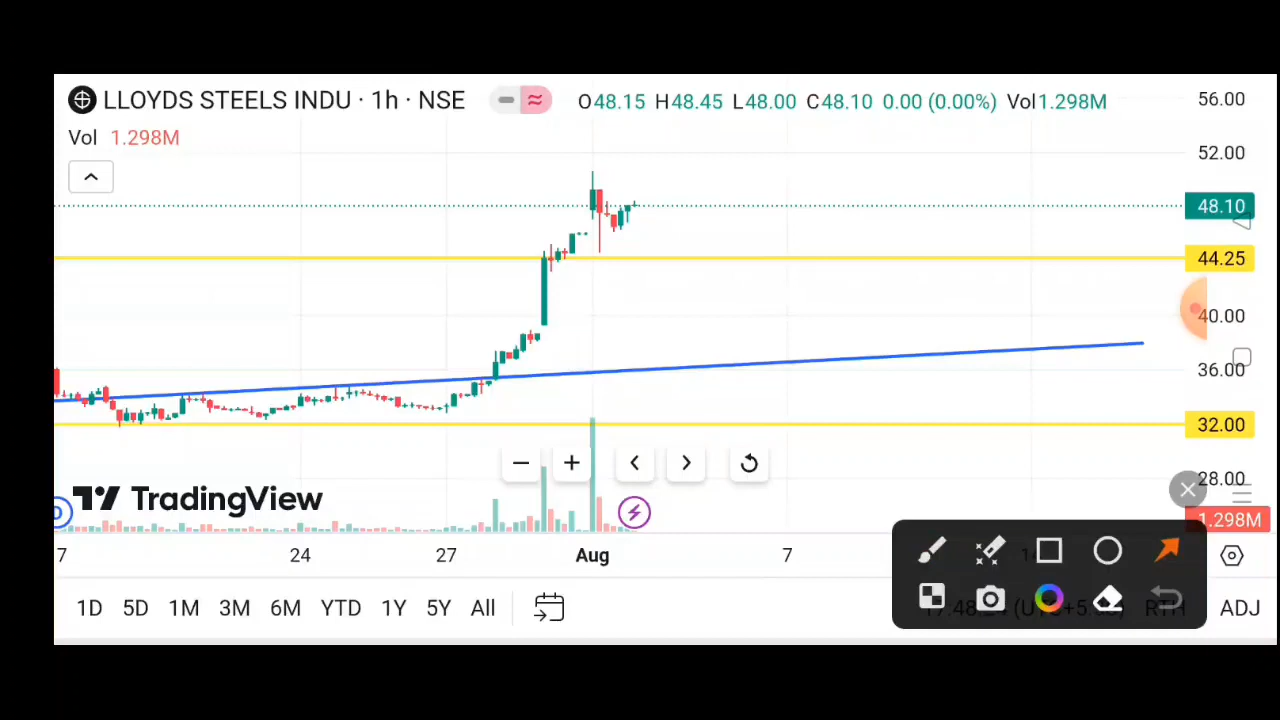 LLOYDS STEELS INDU · 1h · NSE O48.15 H48.45 L48.00 C48.10 0.00 (0.00%) Vol1.298M
Vol 1.298M
56.00
52.00
48.10
44.25
40.00
36.00
32.00
28.00
1.298M
TradingView
D
7 24 27 Aug 7
1D 5D 1M 3M 6M YTD 1Y 5Y All RTH ADJ